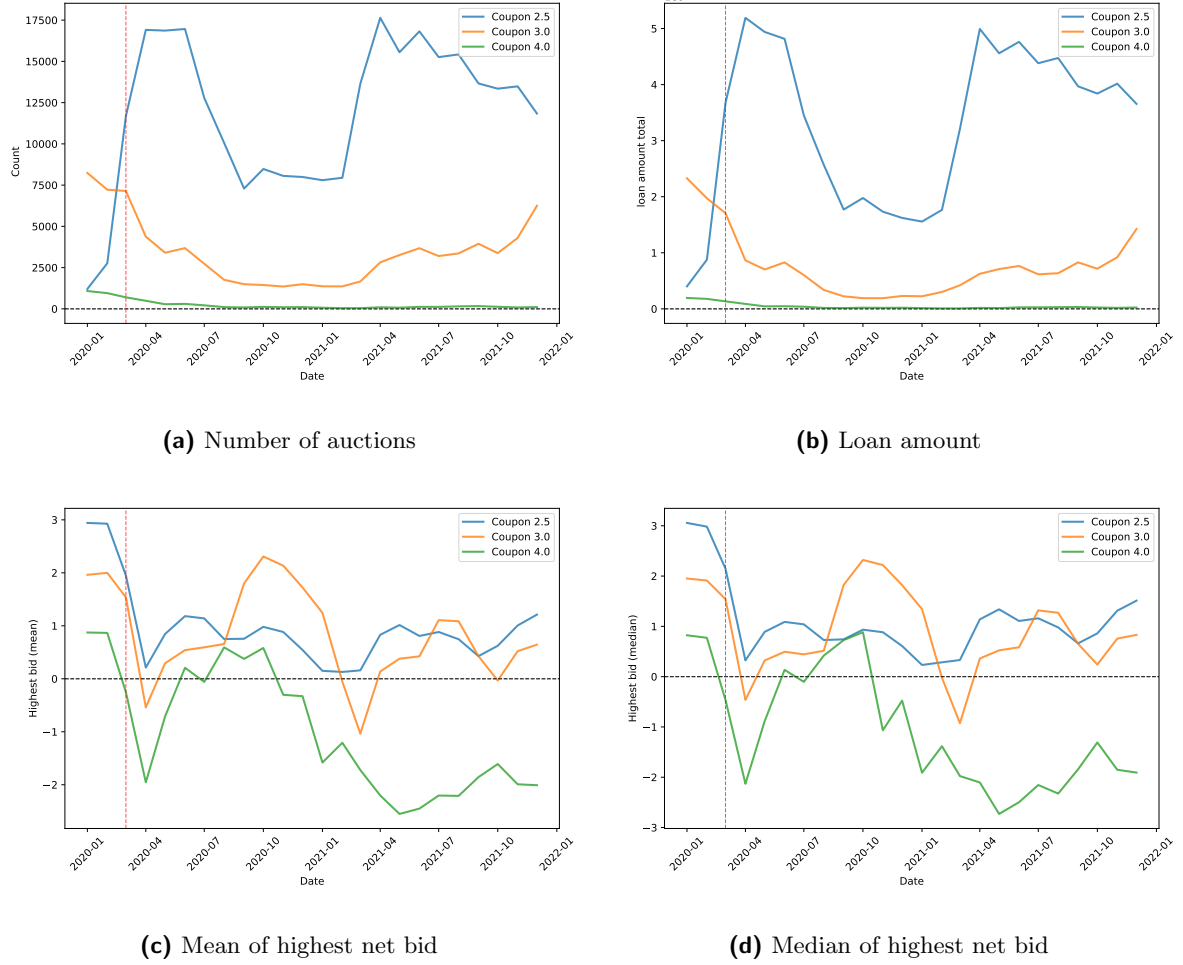 Coupon 2.5
Coupon 3.0
Coupon 4.0
17500
15000
12500
10000
7500
5000
2500
0
Count
2020-01
2020-04
2020-07
2020-10
2021-01
2021-04
2021-07
2021-10
2022-01
Date
(a) Number of auctions
Coupon 2.5
Coupon 3.0
Coupon 4.0
5
4
3
2
1
0
loan amount total
2020-01
2020-04
2020-07
2020-10
2021-01
2021-04
2021-07
2021-10
2022-01
Date
(b) Loan amount
Coupon 2.5
Coupon 3.0
Coupon 4.0
3
2
1
0
−1
−2
Highest bid (mean)
2020-01
2020-04
2020-07
2020-10
2021-01
2021-04
2021-07
2021-10
2022-01
Date
(c) Mean of highest net bid
Coupon 2.5
Coupon 3.0
Coupon 4.0
3
2
1
0
−1
−2
−3
Highest bid (median)
2020-01
2020-04
2020-07
2020-10
2021-01
2021-04
2021-07
2021-10
2022-01
Date
(d) Median of highest net bid